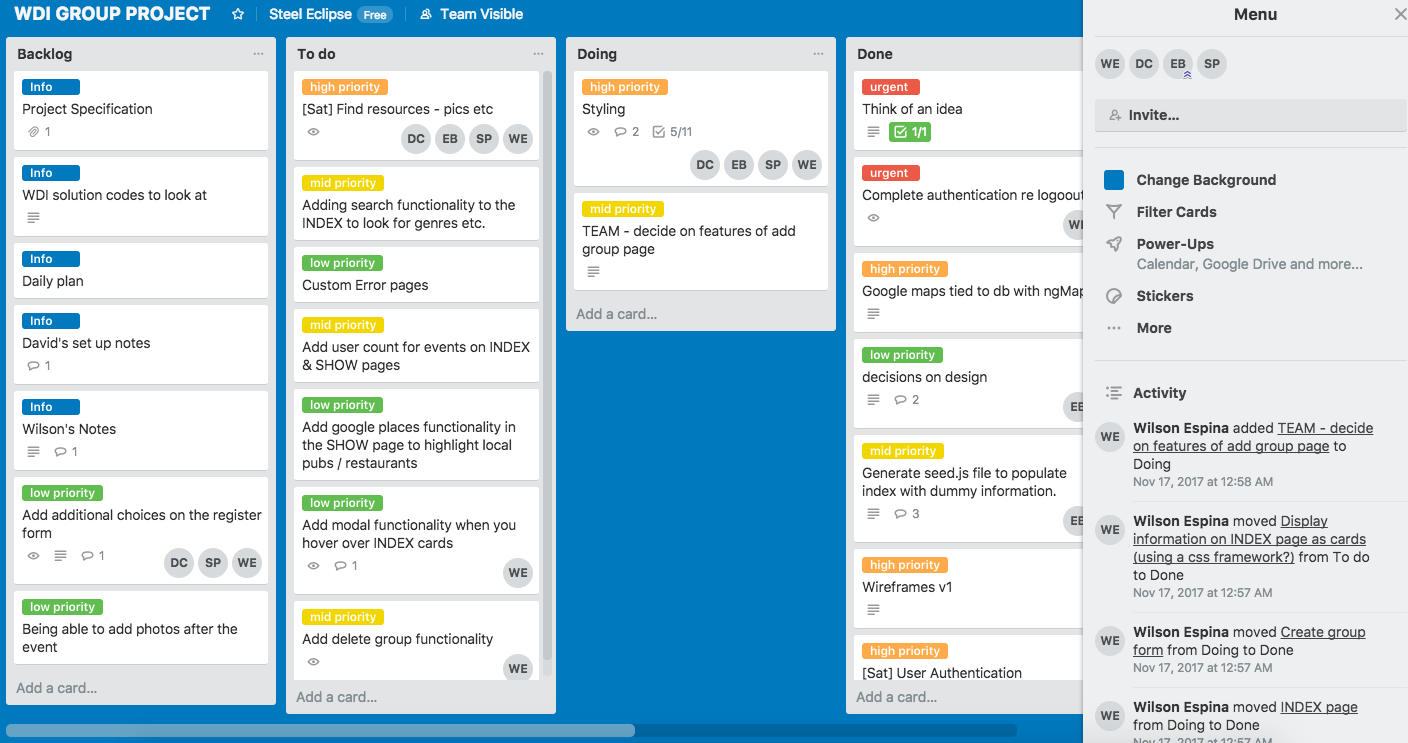 WDI GROUP PROJECT
Steel Eclipse Free
Team Visible
Backlog
Info
Project Specification
1
Info
WDI solution codes to look at
Info
Daily plan
Info
David's set up notes
1
Info
Wilson's Notes
1
low priority
Add additional choices on the register
form
1
DC SP WE
low priority
Being able to add photos after the
event
Add a card...
To do
high priority
[Sat] Find resources - pics etc
DC EB SP WE
mid priority
Adding search functionality to the
INDEX to look for genres etc.
low priority
Custom Error pages
mid priority
Add user count for events on INDEX
& SHOW pages
low priority
Add google places functionality in
the SHOW page to highlight local
pubs / restaurants
low priority
Add modal functionality when you
hover over INDEX cards
1
WE
mid priority
Add delete group functionality
WE
Add a card...
Doing
high priority
Styling
2 5/11
DC EB SP WE
mid priority
TEAM - decide on features of add
group page
Add a card...
Done
urgent
Think of an idea
1/1
urgent
Complete authentication re logout
high priority
Google maps tied to db with ngMap
low priority
decisions on design
2
EB
mid priority
Generate seed.js file to populate
index with dummy information.
3
EB
high priority
Wireframes v1
high priority
[Sat] User Authentication
Add a card...
Menu
WE DC EB SP
Invite...
Change Background
Filter Cards
Power-Ups
Calendar, Google Drive and more...
Stickers
More
Activity
WE
Wilson Espina added TEAM - decide
on features of add group page to
Doing
Nov 17, 2017 at 12:58 AM
WE
Wilson Espina moved Display
information on INDEX page as cards
(using a css framework?) from To do
to Done
Nov 17, 2017 at 12:57 AM
WE
Wilson Espina moved Create group
form from Doing to Done
Nov 17, 2017 at 12:57 AM
WE
Wilson Espina moved INDEX page
from Doing to Done
Nov 17, 2017 at 12:57 AM